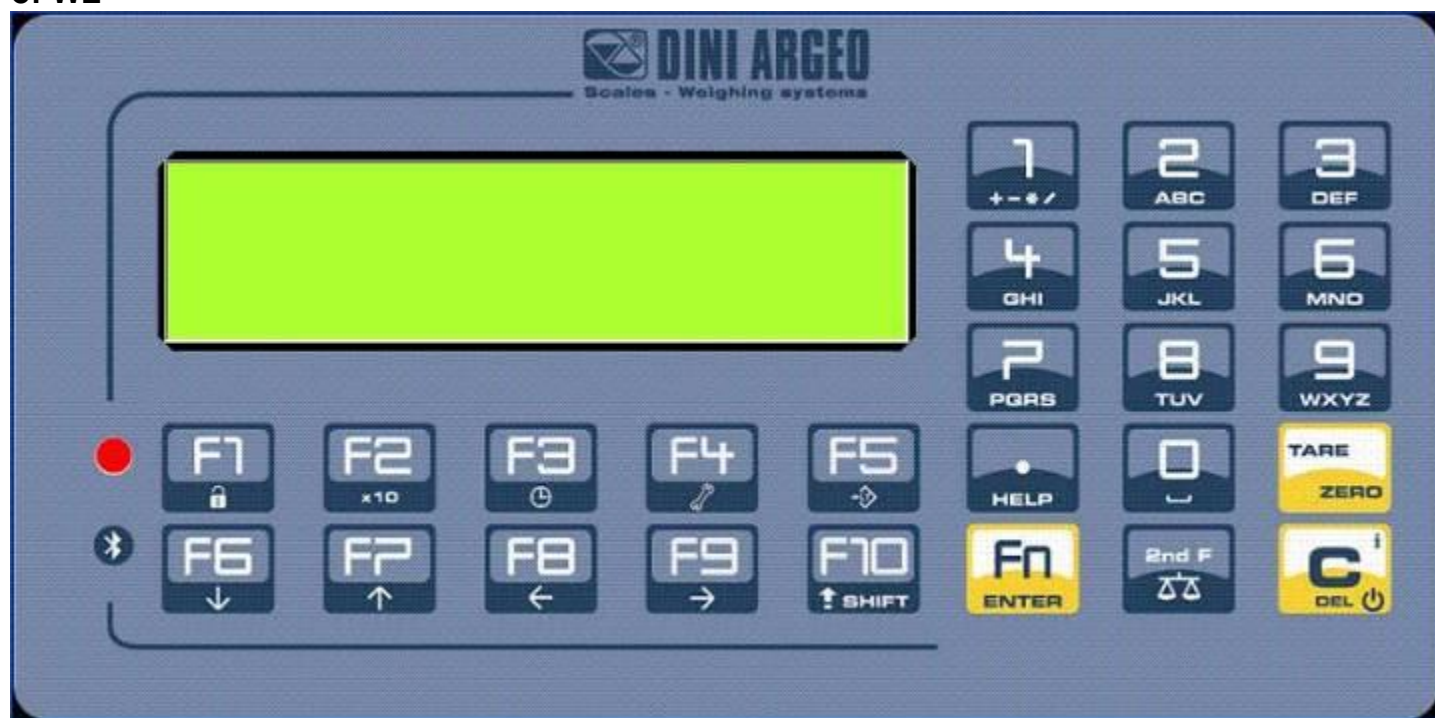 DINI ARGEO
Scales - Weighing systems
1 2 3
+-*/ ABC DEF
4 5 6
GHI JKL MNO
7 8 9
PQRS TUV WXYZ
F1 F2 F3 F4 F5 . 0 TARE
x10 HELP ZERO
F6 F7 F8 F9 F10 Fn 2nd F C i
SHIFT ENTER DEL